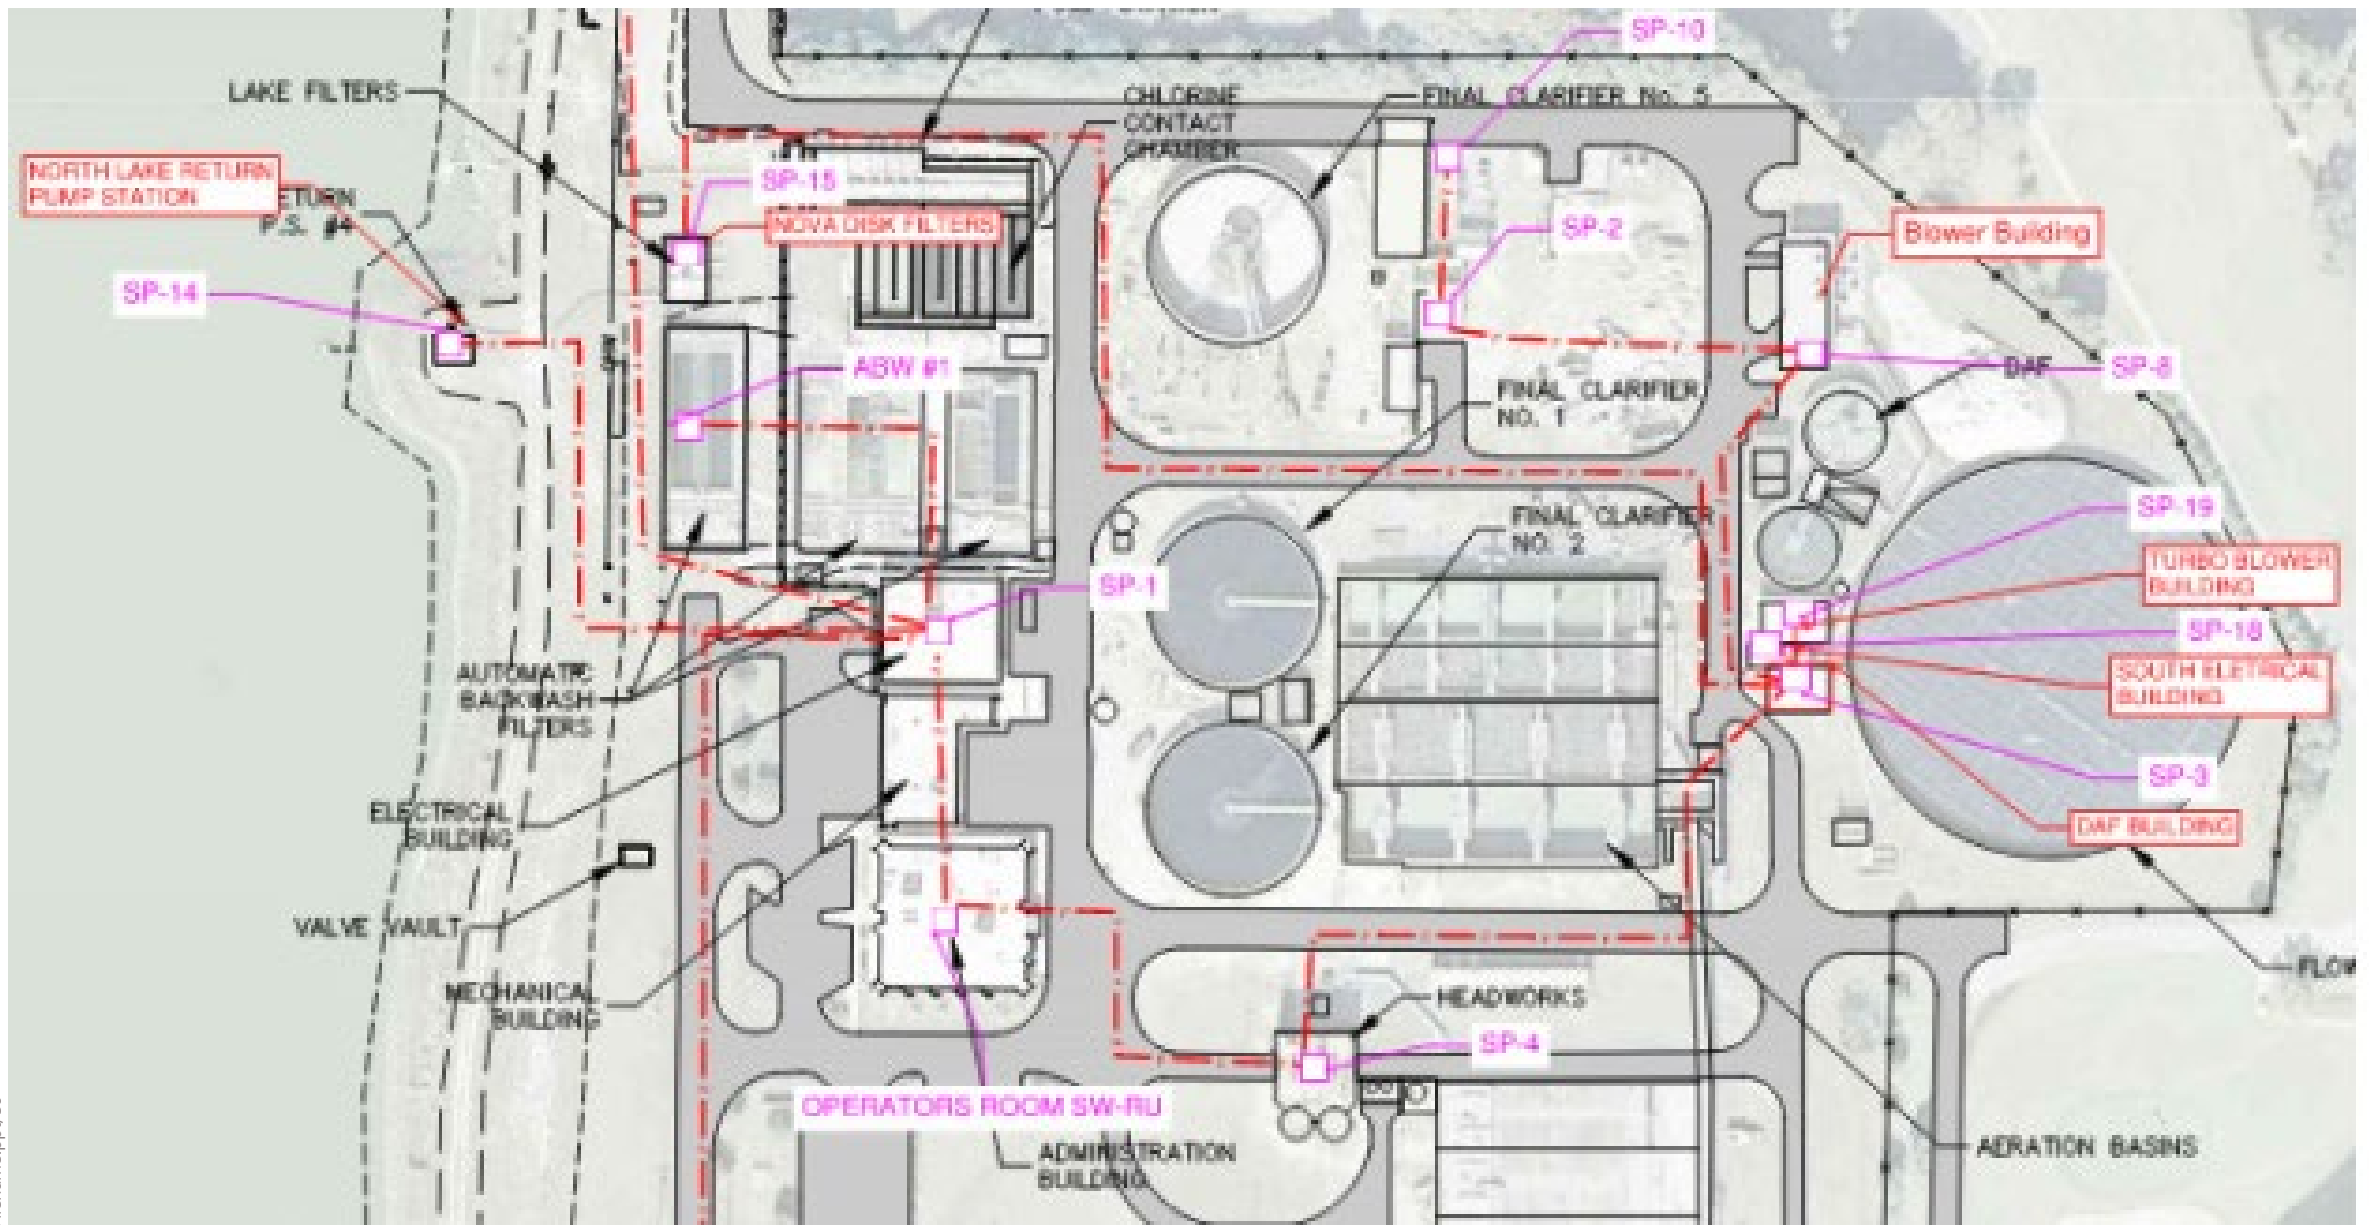 SP-10
LAKE FILTERS
CHLORINE
CONTACT
CHAMBER
FINAL CLARIFIER No. 5
NORTH LAKE RETURN
PUMP STATION
ETURN
P.S. #4
SP-15
NOVA DISK FILTERS
SP-2
Blower Building
SP-14
ABW #1
DAF
SP-8
FINAL CLARIFIER
NO. 1
SP-19
FINAL CLARIFIER
NO. 2
TURBO BLOWER
BUILDING
SP-1
SP-18
AUTOMATIC
BACKWASH
FILTERS
SOUTH ELETRICAL
BUILDING
SP-3
ELECTRICAL
BUILDING
DAF BUILDING
VALVE VAULT
FLOW
MECHANICAL
BUILDING
HEADWORKS
SP-4
OPERATORS ROOM SW-RU
ADMINISTRATION
BUILDING
AERATION BASINS